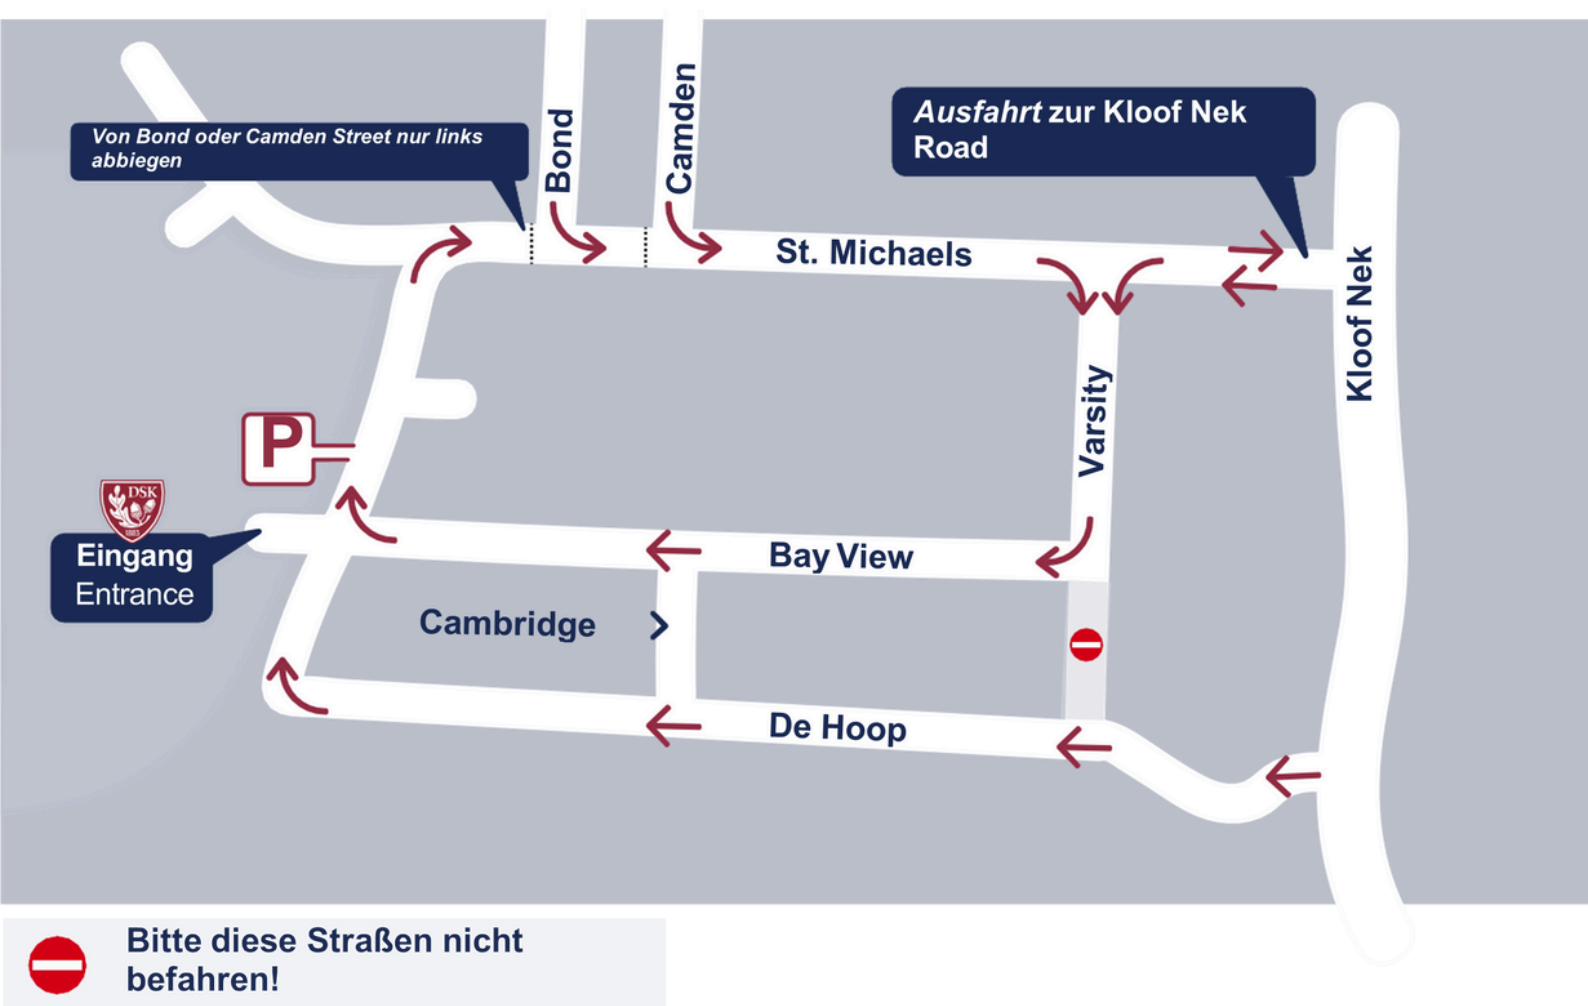 Von Bond oder Camden Street nur links
abbiegen
Bond
Camden
Ausfahrt zur Kloof Nek
Road
St. Michaels
Kloof Nek
Varsity
P
DSK
1883
Eingang
Entrance
Bay View
Cambridge
De Hoop
Bitte diese Straßen nicht
befahren!